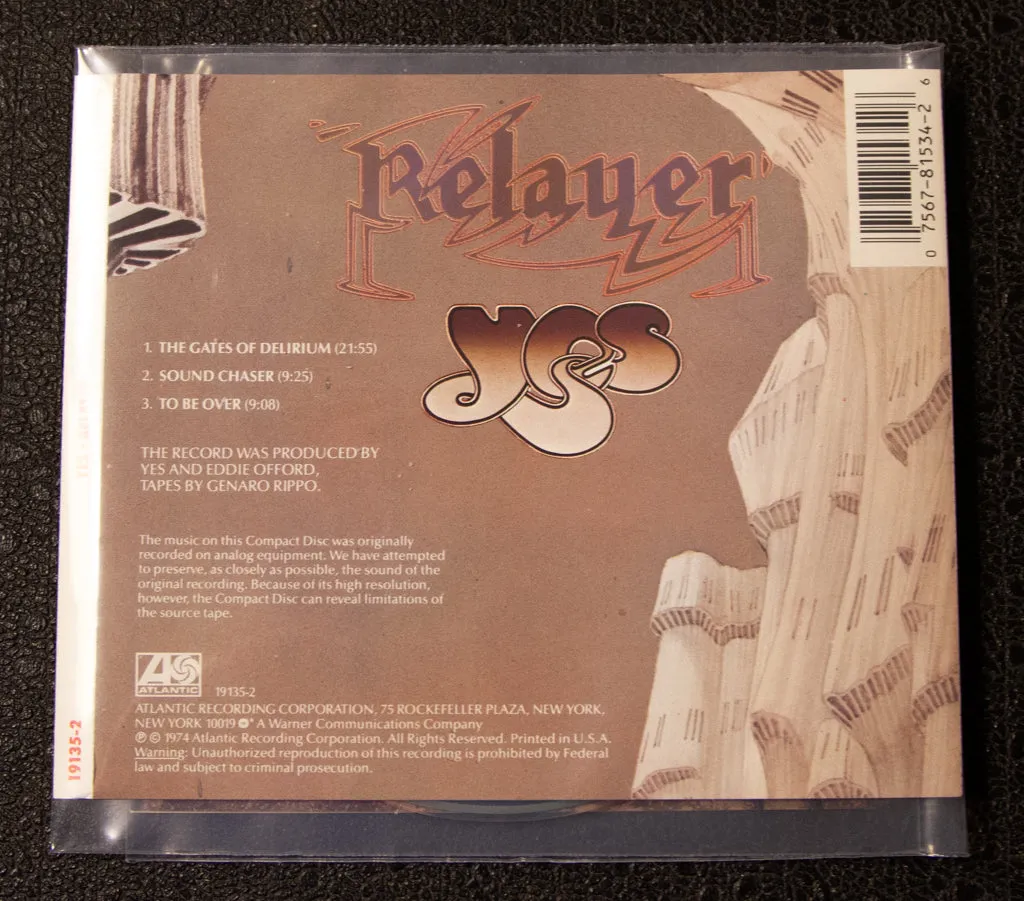 Relayer
YES
1. THE GATES OF DELIRIUM (21:55)
2. SOUND CHASER (9:25)
3. TO BE OVER (9:08)
THE RECORD WAS PRODUCED BY
YES AND EDDIE OFFORD,
TAPES BY GENARO RIPPO.
The music on this Compact Disc was originally
recorded on analog equipment. We have attempted
to preserve, as closely as possible, the sound of the
original recording. Because of its high resolution,
however, the Compact Disc can reveal limitations of
the source tape.
ATLANTIC
19135-2
ATLANTIC RECORDING CORPORATION, 75 ROCKEFELLER PLAZA, NEW YORK,
NEW YORK 10019 A Warner Communications Company
℗ © 1974 Atlantic Recording Corporation. All Rights Reserved. Printed in U.S.A.
Warning: Unauthorized reproduction of this recording is prohibited by Federal
law and subject to criminal prosecution.
19135-2
0 7567-81534-2 6